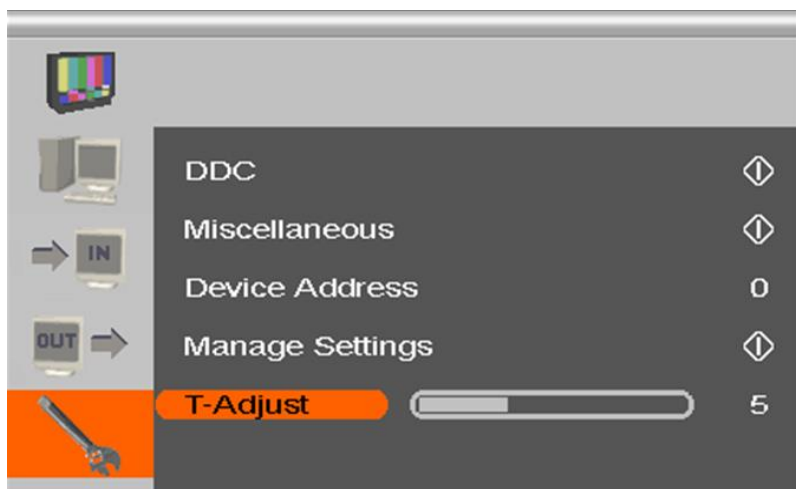 DDC
Miscellaneous
IN
Device Address 0
OUT
Manage Settings
T-Adjust 5